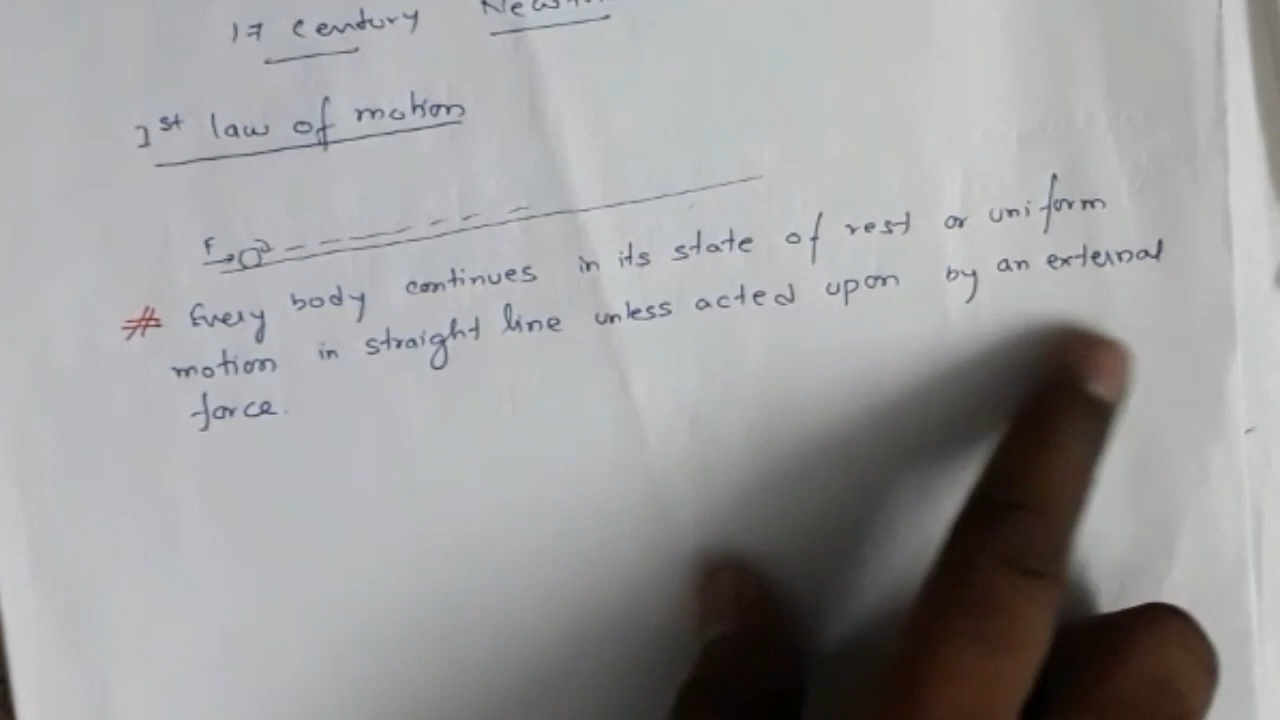 17 century
1st law of motion
F
# Every body continues in its state of rest or uniform
motion in straight line unless acted upon by an external
force.